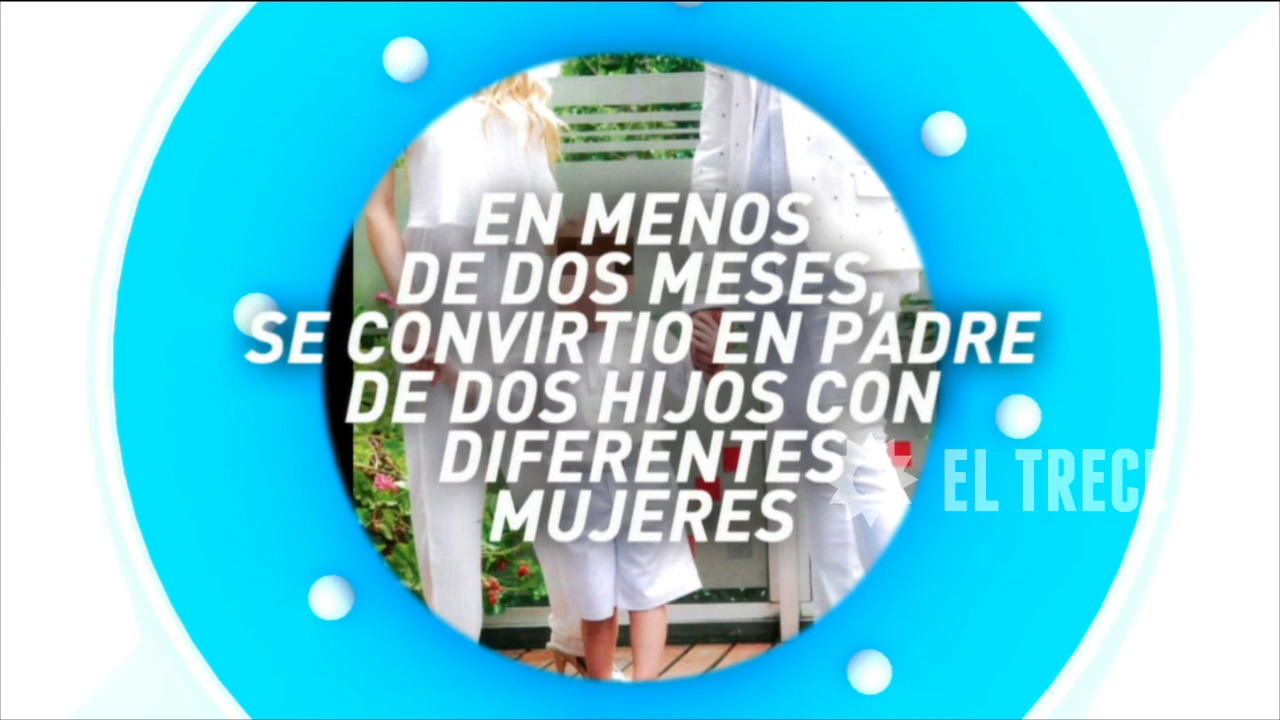 EN MENOS
DE DOS MESES,
SE CONVIRTIO EN PADRE
DE DOS HIJOS CON
DIFERENTES
MUJERES
EL TRECE